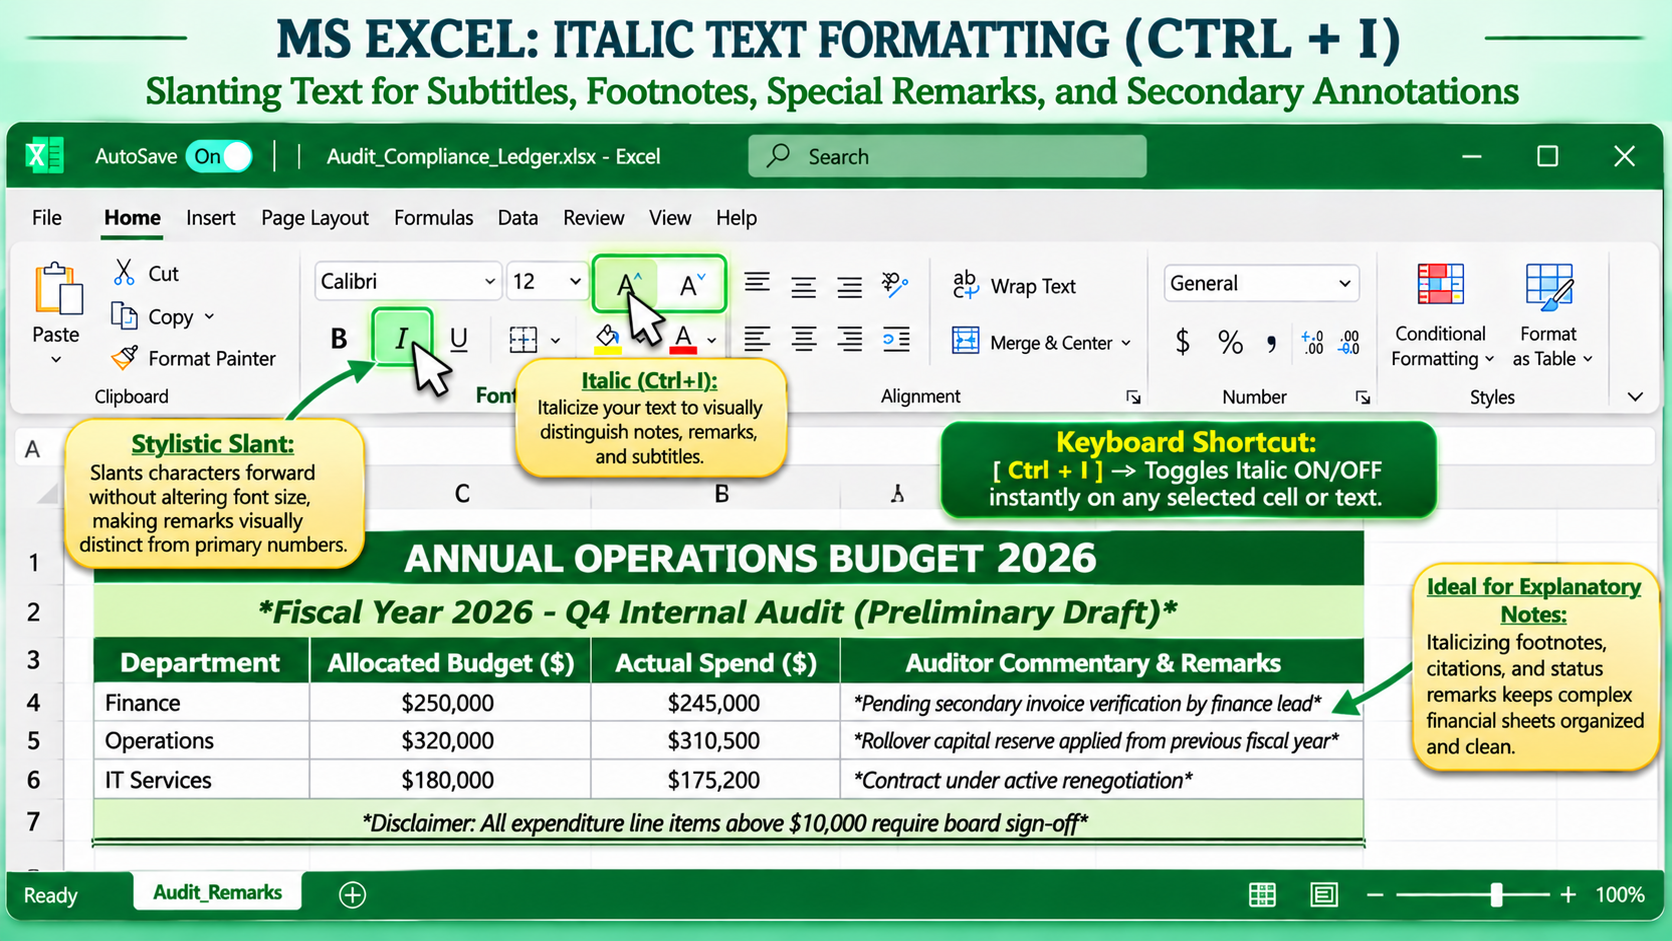 MS EXCEL: ITALIC TEXT FORMATTING (CTRL + I)
Slanting Text for Subtitles, Footnotes, Special Remarks, and Secondary Annotations
X AutoSave On Audit_Compliance_Ledger.xlsx - Excel Search
File Home Insert Page Layout Formulas Data Review View Help
Paste
Cut
Copy
Format Painter
Clipboard
Calibri 12 A^ A˅
B I U A
Font
ab Wrap Text
Merge & Center
Alignment
General
$ % , +.0 .00 .00 -0.0
Number
Conditional
Formatting
Format
as Table
Styles
Stylistic Slant:
Slants characters forward
without altering font size,
making remarks visually
distinct from primary numbers.
Italic (Ctrl+I):
Italicize your text to visually
distinguish notes, remarks,
and subtitles.
Keyboard Shortcut:
[ Ctrl + I ] → Toggles Italic ON/OFF
instantly on any selected cell or text.
A
C B A
1 ANNUAL OPERATIONS BUDGET 2026
2 *Fiscal Year 2026 - Q4 Internal Audit (Preliminary Draft)*
3 Department Allocated Budget ($) Actual Spend ($) Auditor Commentary & Remarks
4 Finance $250,000 $245,000 *Pending secondary invoice verification by finance lead*
5 Operations $320,000 $310,500 *Rollover capital reserve applied from previous fiscal year*
6 IT Services $180,000 $175,200 *Contract under active renegotiation*
7 *Disclaimer: All expenditure line items above $10,000 require board sign-off*
Ideal for Explanatory
Notes:
Italicizing footnotes,
citations, and status
remarks keeps complex
financial sheets organized
and clean.
Ready Audit_Remarks 100%